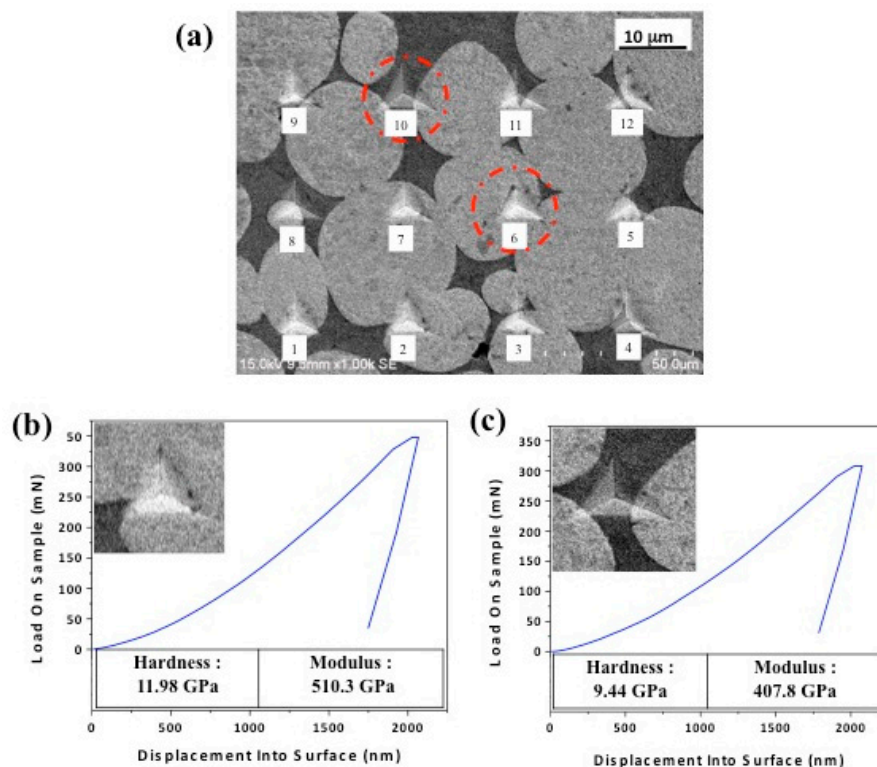 (a)
10 µm
9
10
11
12
8
7
6
5
1
2
3
4
15.0kV 9.5mm x1.00k SE
50.0um
(b)
50
300
250
200
150
100
50
0
Load On Sample (mN)
Hardness :
11.98 GPa
Modulus :
510.3 GPa
0
500
1000
1500
2000
Displacement Into Surface (nm)
(c)
350
300
250
200
150
100
50
0
Load On Sample (mN)
Hardness :
9.44 GPa
Modulus :
407.8 GPa
0
500
1000
1500
2000
Displacement Into Surface (nm)